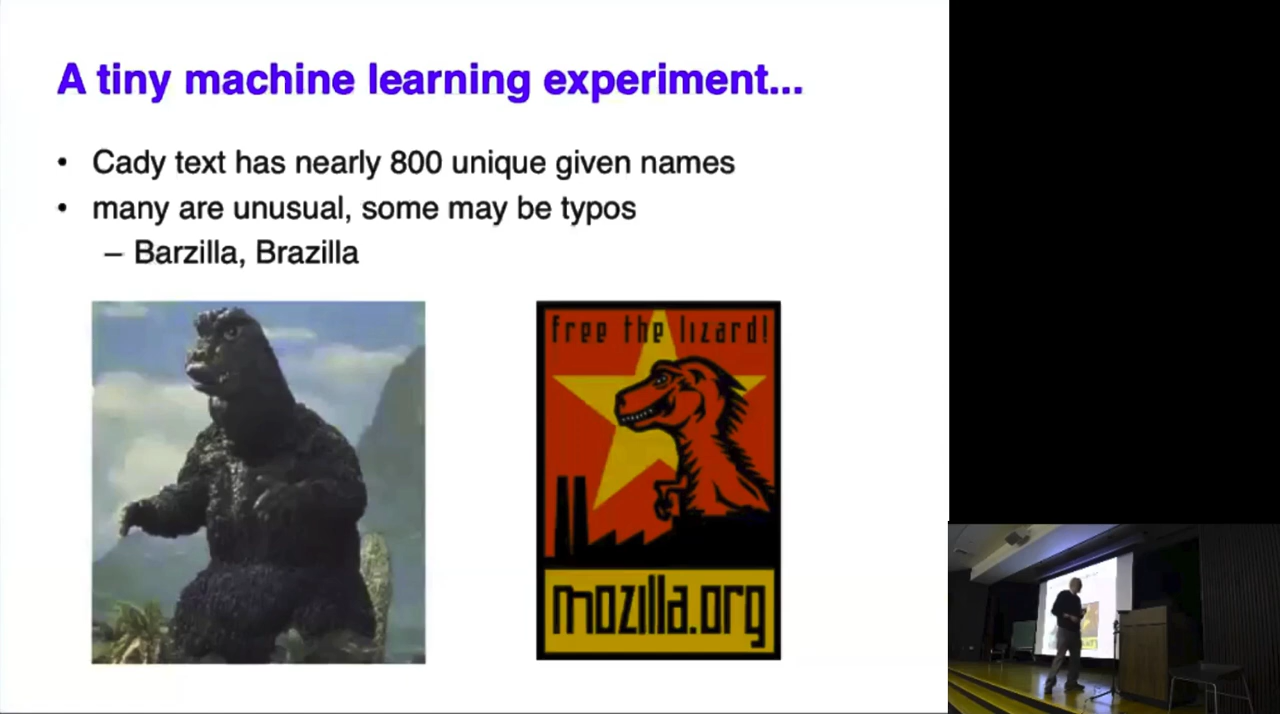 A tiny machine learning experiment...
• Cady text has nearly 800 unique given names
• many are unusual, some may be typos
– Barzilla, Brazilla
free the lizard!
mozilla.org